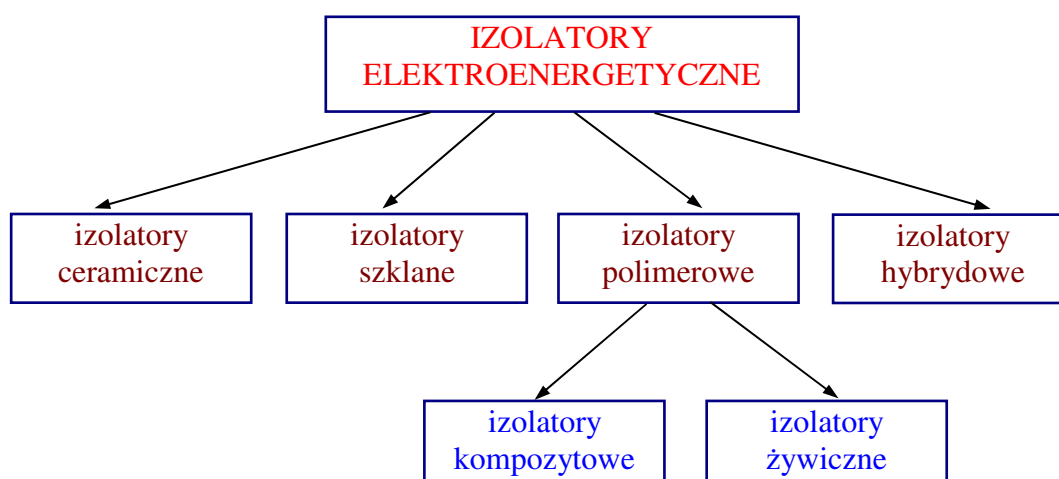 IZOLATORY
ELEKTROENERGETYCZNE
izolatory
ceramiczne
izolatory
szklane
izolatory
polimerowe
izolatory
hybrydowe
izolatory
kompozytowe
izolatory
żywiczne